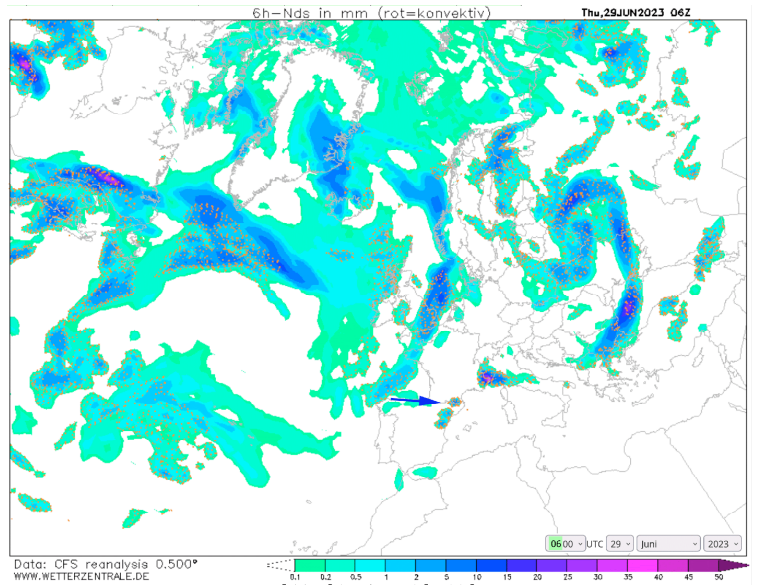 6h-Nds in mm (rot=konvektiv)
Thu,29JUN2023 06Z
06:00 UTC 29 Juni 2023
Data: CFS reanalysis 0.500°
WWW.WETTERZENTRALE.DE
0.1 0.2 0.5 1 2 5 10 15 20 25 30 35 40 45 50